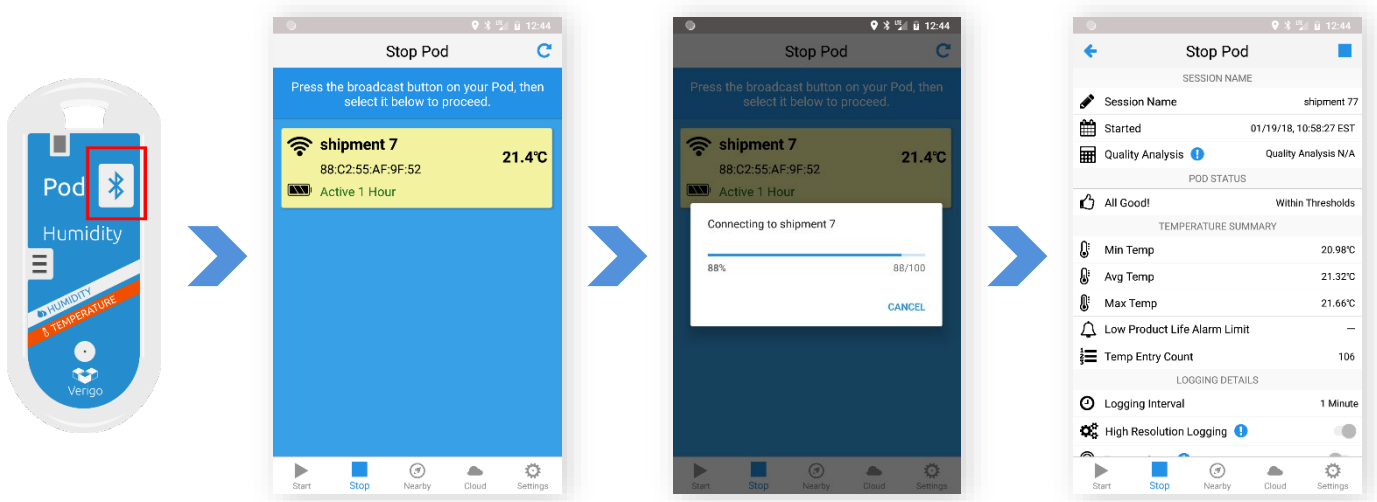 Pod
Humidity
HUMIDITY
TEMPERATURE
Verigo
12:44
Stop Pod
Press the broadcast button on your Pod, then
select it below to proceed.
shipment 7
21.4°C
88:C2:55:AF:9F:52
Active 1 Hour
Start
Stop
Nearby
Cloud
Settings
12:44
Stop Pod
Press the broadcast button on your Pod, then
select it below to proceed.
shipment 7
21.4°C
88:C2:55:AF:9F:52
Active 1 Hour
Connecting to shipment 7
88% 88/100
CANCEL
Start
Stop
Nearby
Cloud
Settings
12:44
Stop Pod
SESSION NAME
Session Name shipment 77
Started 01/19/18, 10:58:27 EST
Quality Analysis Quality Analysis N/A
POD STATUS
All Good! Within Thresholds
TEMPERATURE SUMMARY
Min Temp 20.98°C
Avg Temp 21.32°C
Max Temp 21.66°C
Low Product Life Alarm Limit —
Temp Entry Count 106
LOGGING DETAILS
Logging Interval 1 Minute
High Resolution Logging
Start
Stop
Nearby
Cloud
Settings